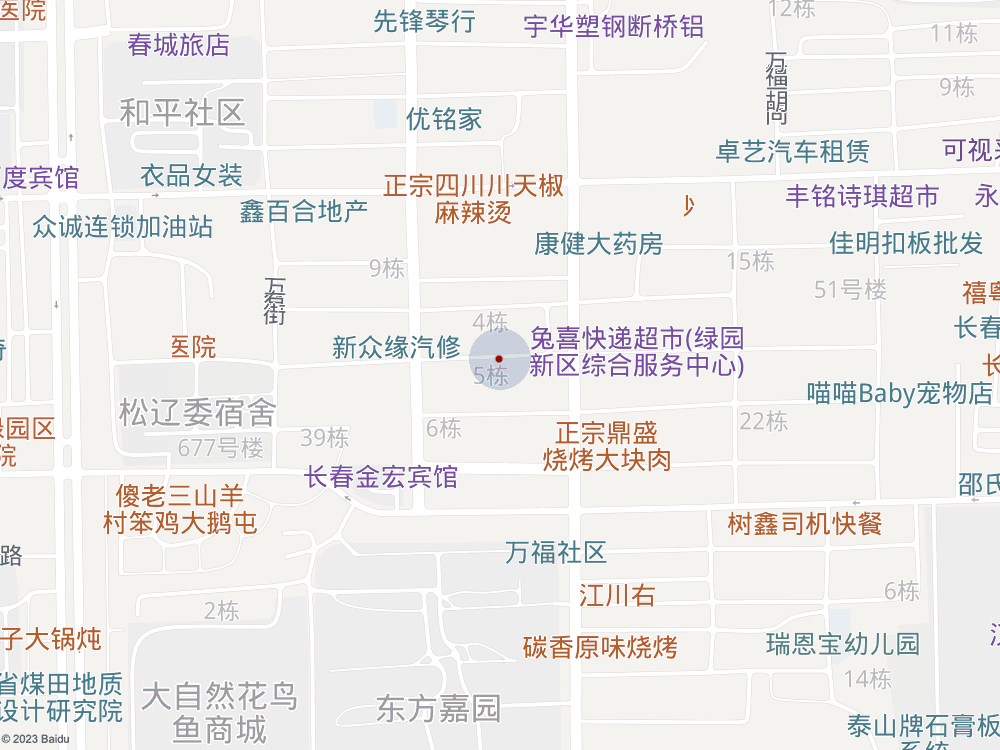 医院
先锋琴行
宇华塑钢断桥铝
12栋
11栋
春城旅店
万福胡同
9栋
和平社区
优铭家
卓艺汽车租赁
可视
度宾馆
衣品女装
正宗四川川天椒
麻辣烫
丰铭诗琪超市
永
众诚连锁加油站
鑫百合地产
康健大药房
佳明扣板批发
9栋
15栋
51号楼
禧粤
万宥街
4栋
兔喜快递超市(绿园
新区综合服务中心)
长春
医院
新众缘汽修
5栋
喵喵Baby宠物店
松辽委宿舍
677号楼
39栋
6栋
22栋
正宗鼎盛
烧烤大块肉
园区
院
长春金宏宾馆
邵氏
傻老三山羊
村笨鸡大鹅屯
树鑫司机快餐
路
万福社区
2栋
江川右
6栋
子大锅炖
碳香原味烧烤
瑞恩宝幼儿园
14栋
省煤田地质
设计研究院
大自然花鸟
鱼商城
东方嘉园
泰山牌石膏板
系统
© 2023 Baidu